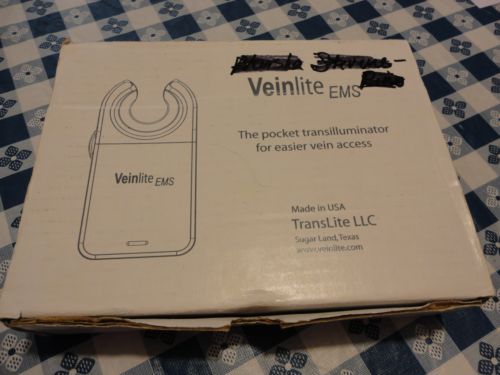 Veinlite EMS
The pocket transilluminator
for easier vein access
Veinlite EMS
Made in USA
TransLite LLC
Sugar Land, Texas
www.veinlite.com